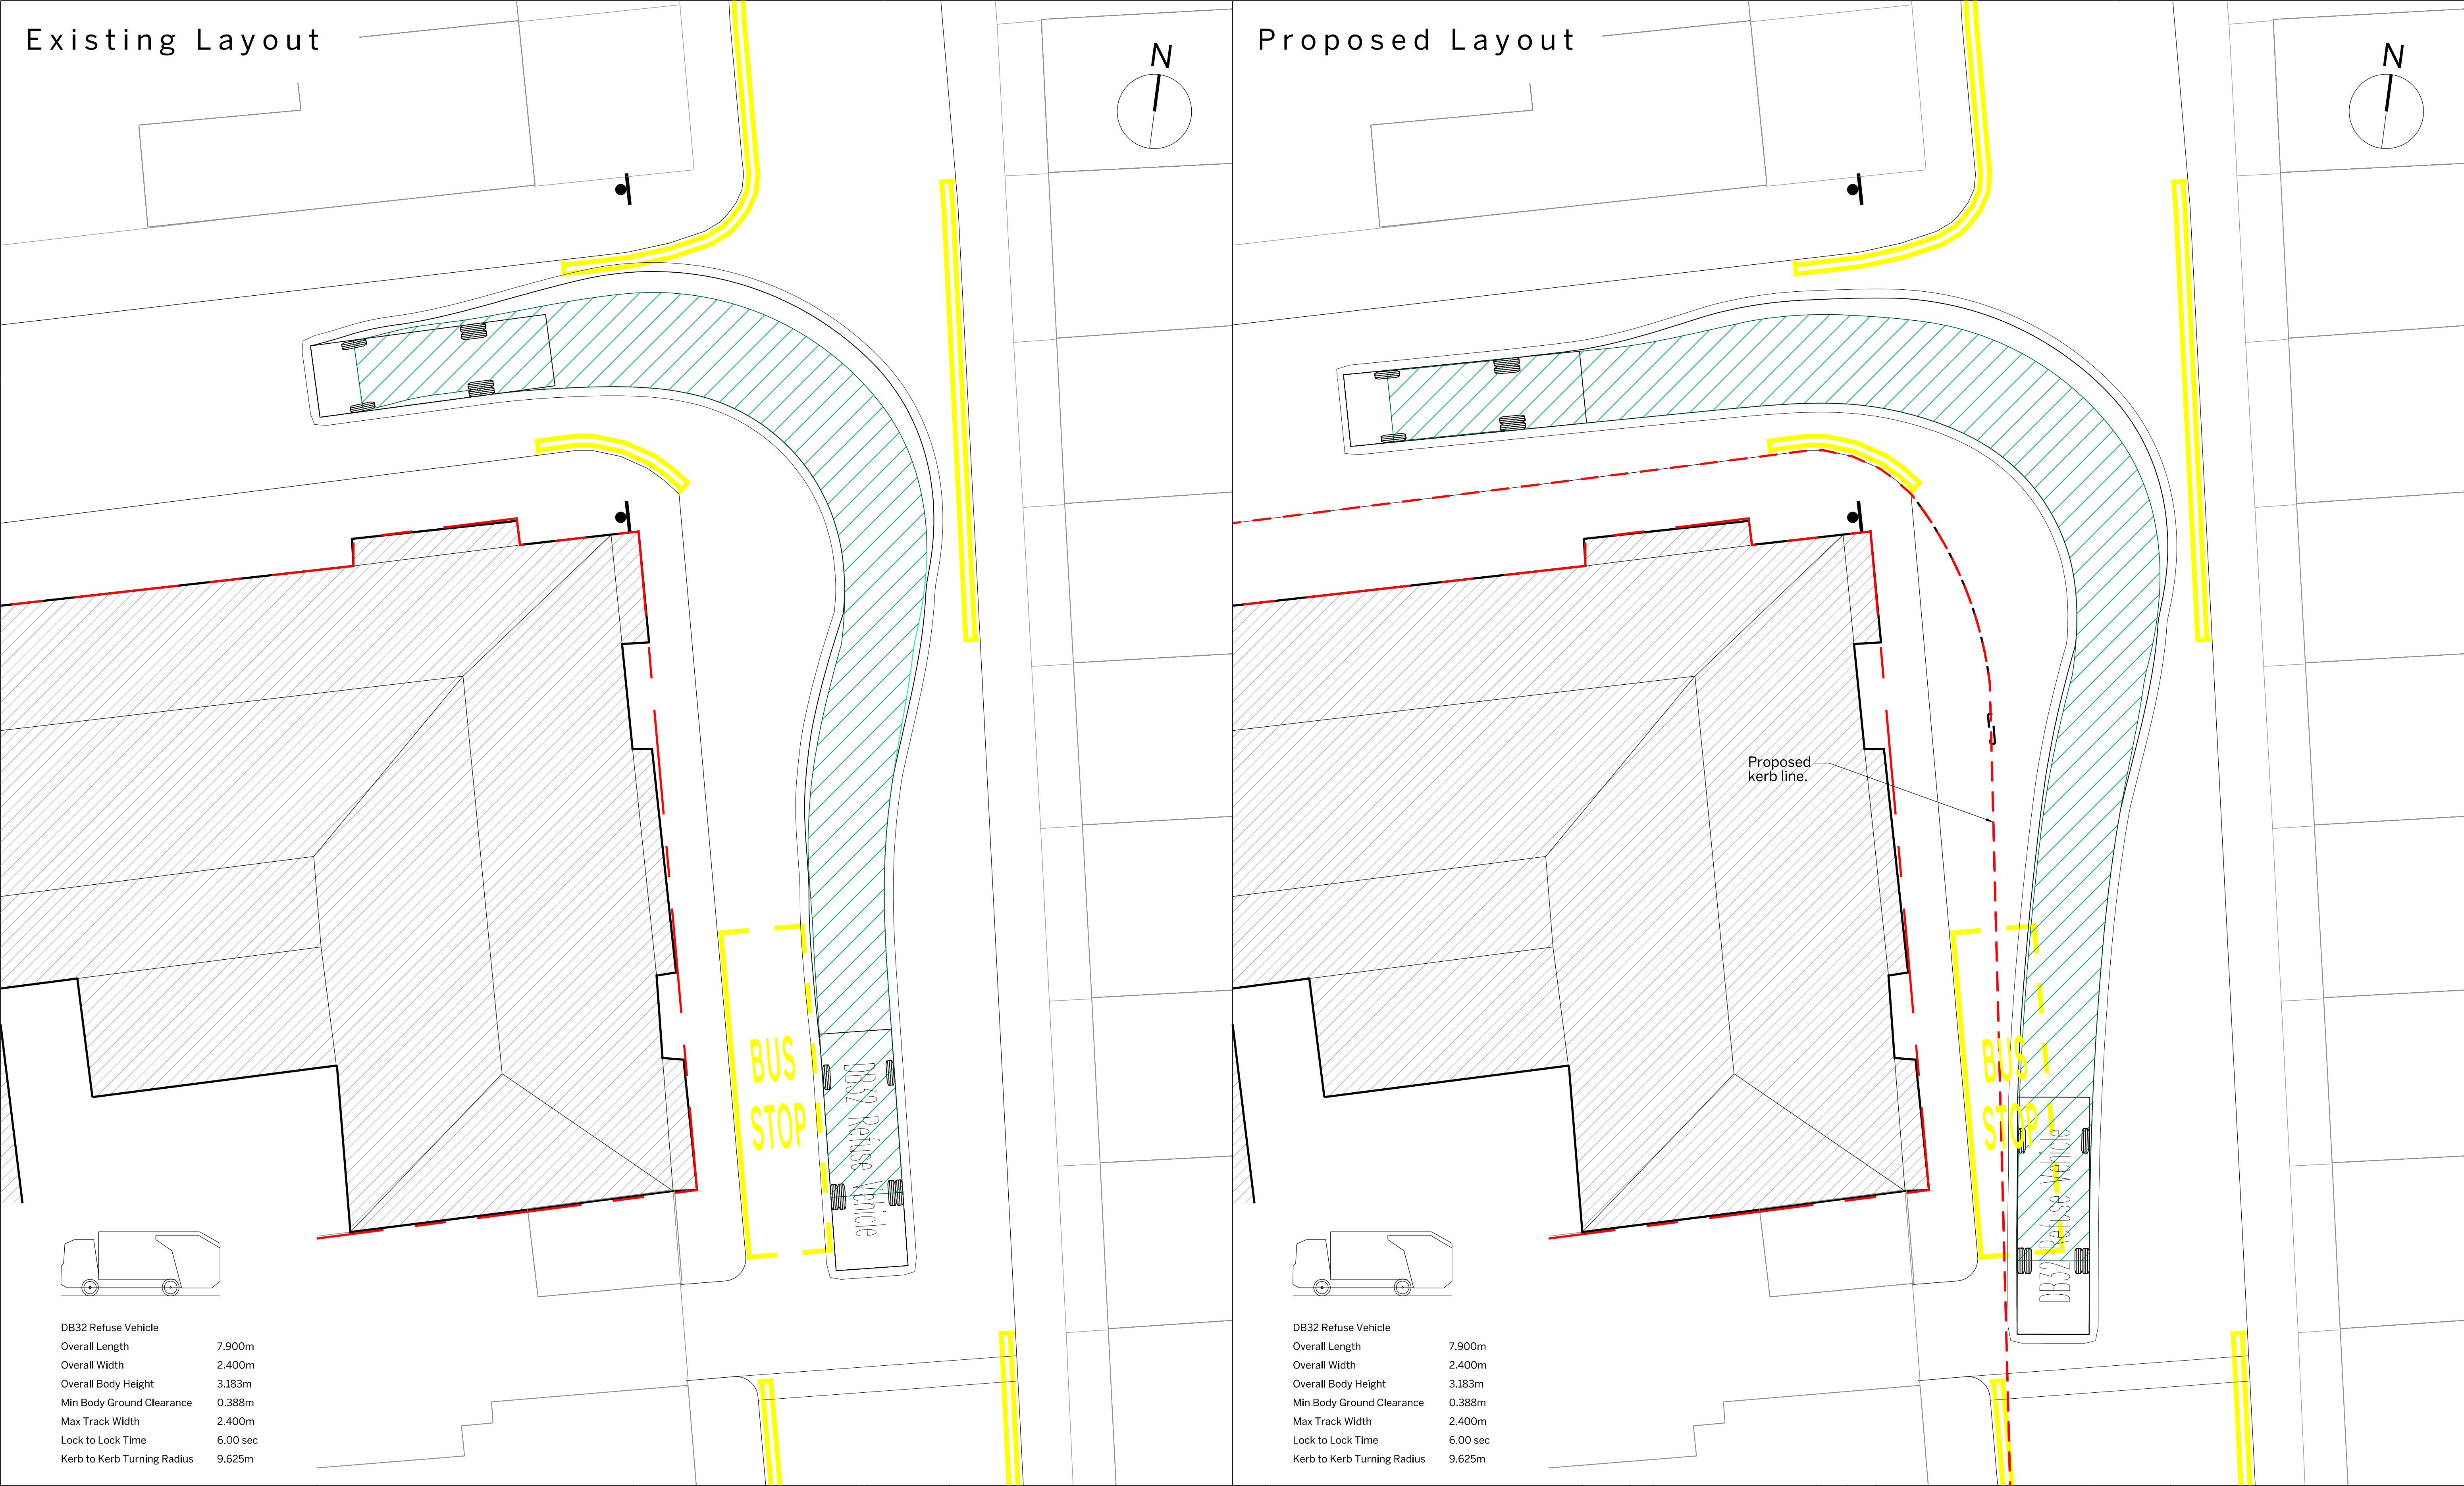 Existing Layout
N
BUS
STOP
DB32 Refuse Vehicle
DB32 Refuse Vehicle
Overall Length 7.900m
Overall Width 2.400m
Overall Body Height 3.183m
Min Body Ground Clearance 0.388m
Max Track Width 2.400m
Lock to Lock Time 6.00 sec
Kerb to Kerb Turning Radius 9.625m
Proposed Layout
N
Proposed
kerb line.
BUS
STOP
DB32 Refuse Vehicle
DB32 Refuse Vehicle
Overall Length 7.900m
Overall Width 2.400m
Overall Body Height 3.183m
Min Body Ground Clearance 0.388m
Max Track Width 2.400m
Lock to Lock Time 6.00 sec
Kerb to Kerb Turning Radius 9.625m